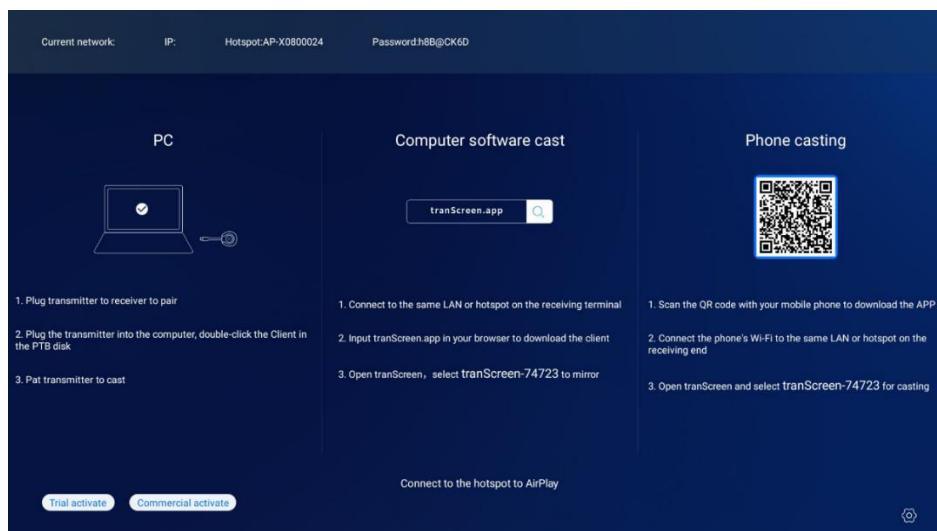 Current network: IP: Hotspot:AP-X0800024 Password:h8B@CK6D
PC
1. Plug transmitter to receiver to pair
2. Plug the transmitter into the computer, double-click the Client in
the PTB disk
3. Pat transmitter to cast
Computer software cast
tranScreen.app
1. Connect to the same LAN or hotspot on the receiving terminal
2. Input tranScreen.app in your browser to download the client
3. Open tranScreen，select tranScreen-74723 to mirror
Phone casting
1. Scan the QR code with your mobile phone to download the APP
2. Connect the phone's Wi-Fi to the same LAN or hotspot on the
receiving end
3. Open tranScreen and select tranScreen-74723 for casting
Connect to the hotspot to AirPlay
Trial activate Commercial activate